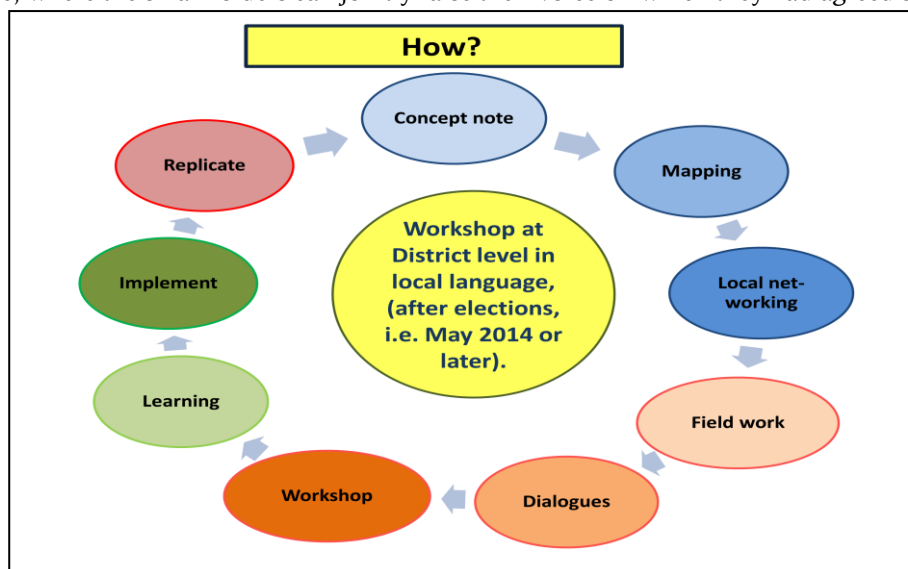 How?
Concept note
Mapping
Local net-
working
Field work
Dialogues
Workshop
Learning
Implement
Replicate
Workshop at
District level in
local language,
(after elections,
i.e. May 2014 or
later).